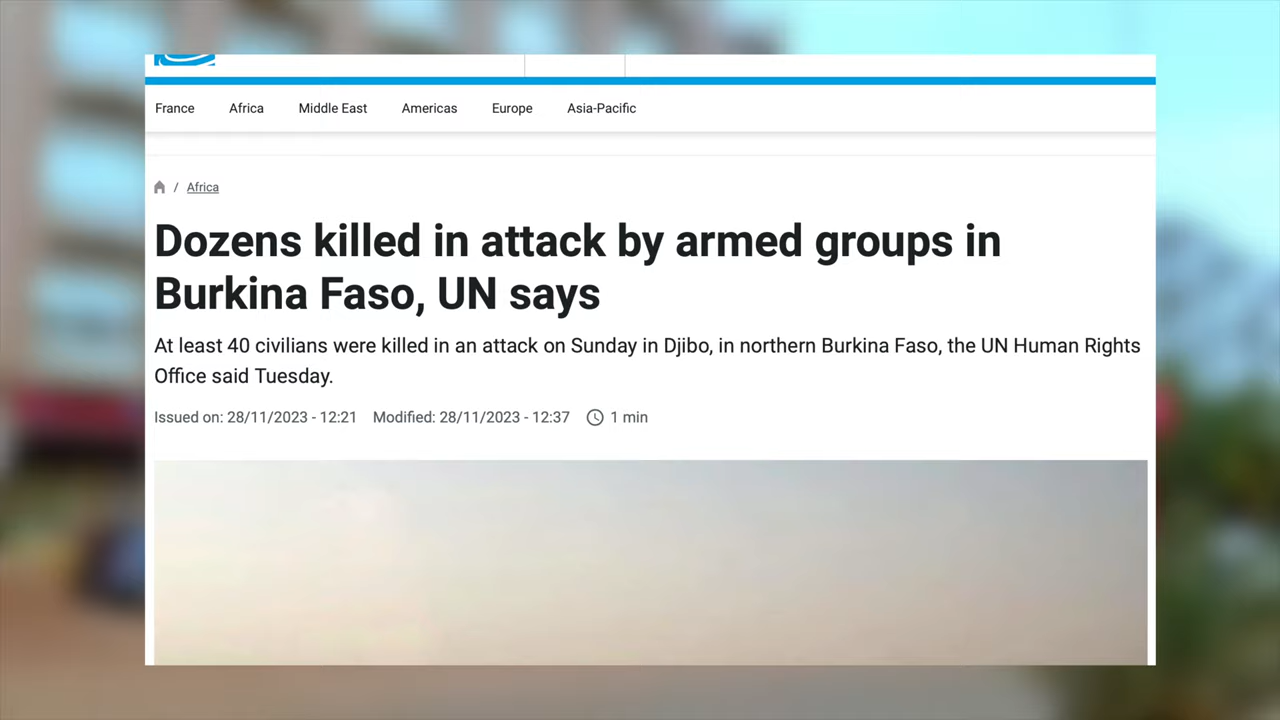 France Africa Middle East Americas Europe Asia-Pacific
/ Africa
Dozens killed in attack by armed groups in
Burkina Faso, UN says
At least 40 civilians were killed in an attack on Sunday in Djibo, in northern Burkina Faso, the UN Human Rights
Office said Tuesday.
Issued on: 28/11/2023 - 12:21 Modified: 28/11/2023 - 12:37 1 min